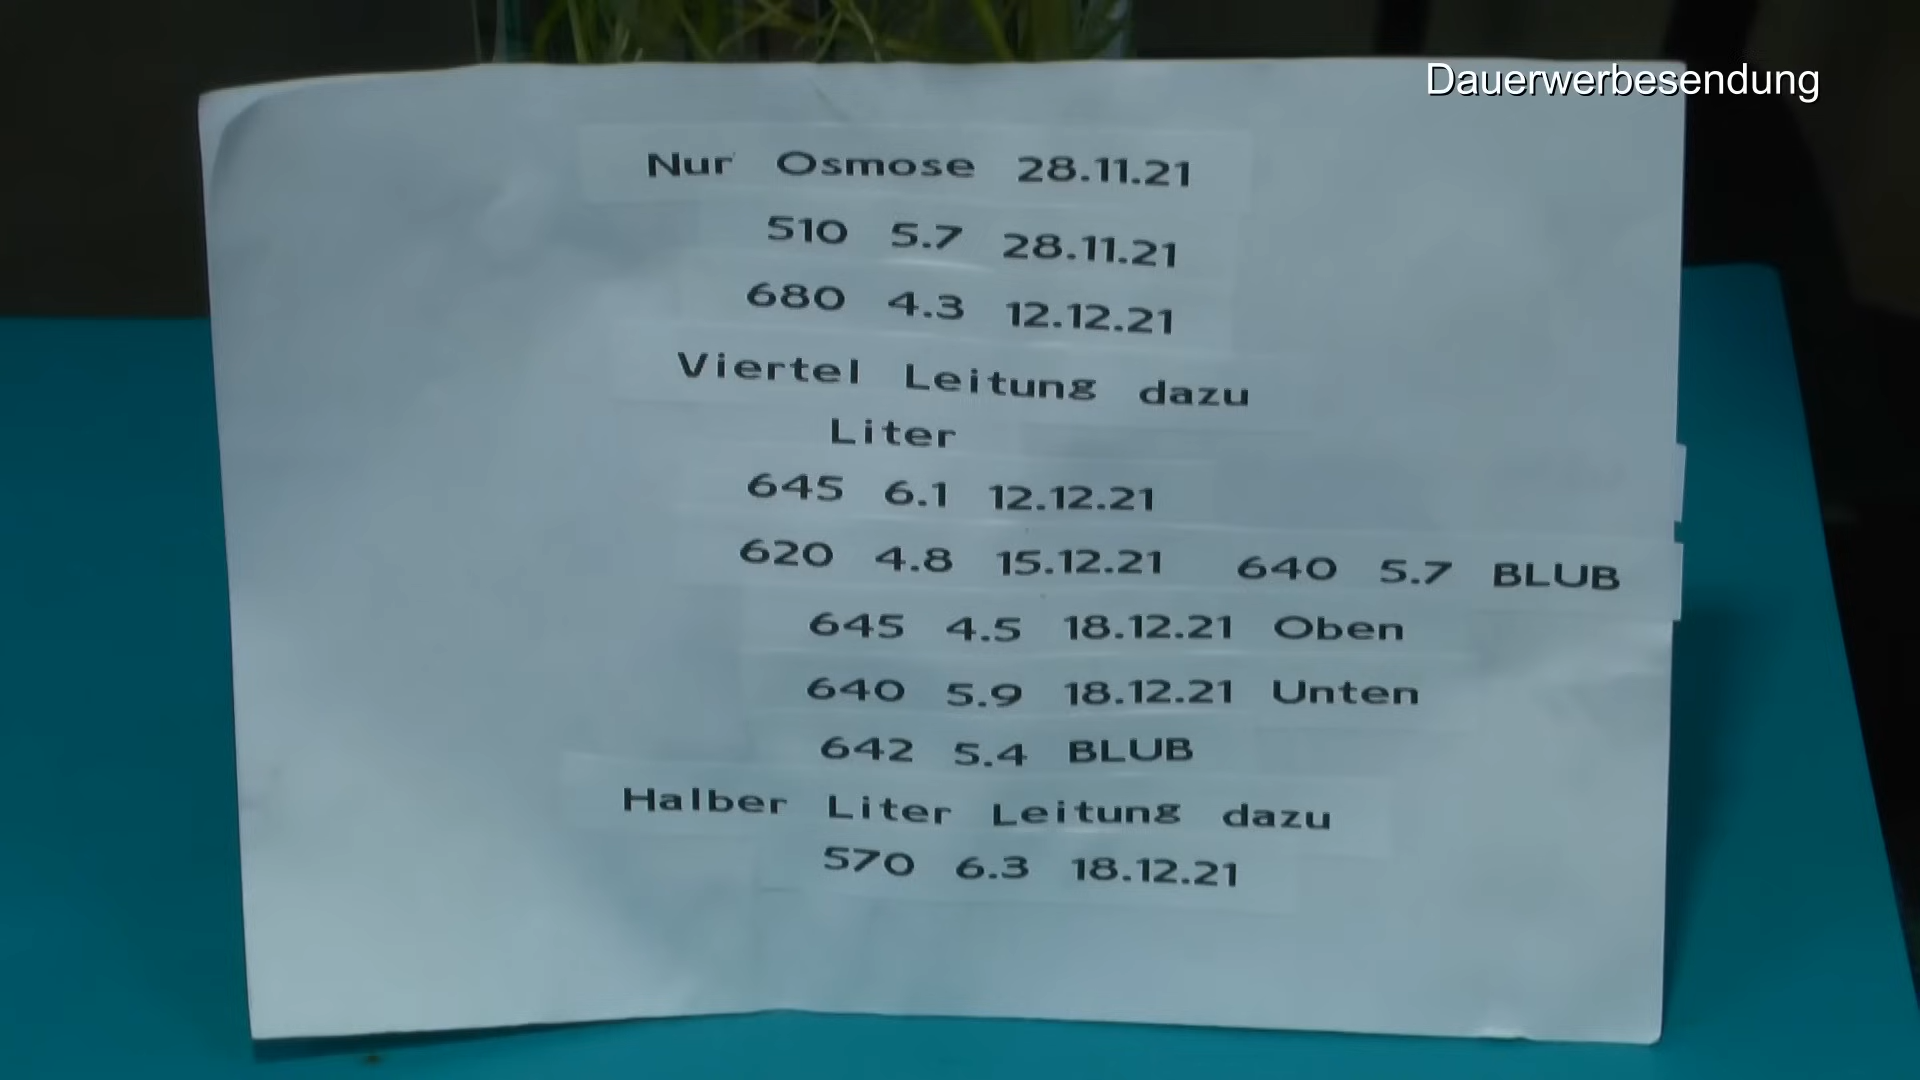 Dauerwerbesendung
Nur Osmose 28.11.21
510 5.7 28.11.21
680 4.3 12.12.21
Viertel Leitung dazu
Liter
645 6.1 12.12.21
620 4.8 15.12.21 640 5.7 BLUB
645 4.5 18.12.21 Oben
640 5.9 18.12.21 Unten
642 5.4 BLUB
Halber Liter Leitung dazu
570 6.3 18.12.21